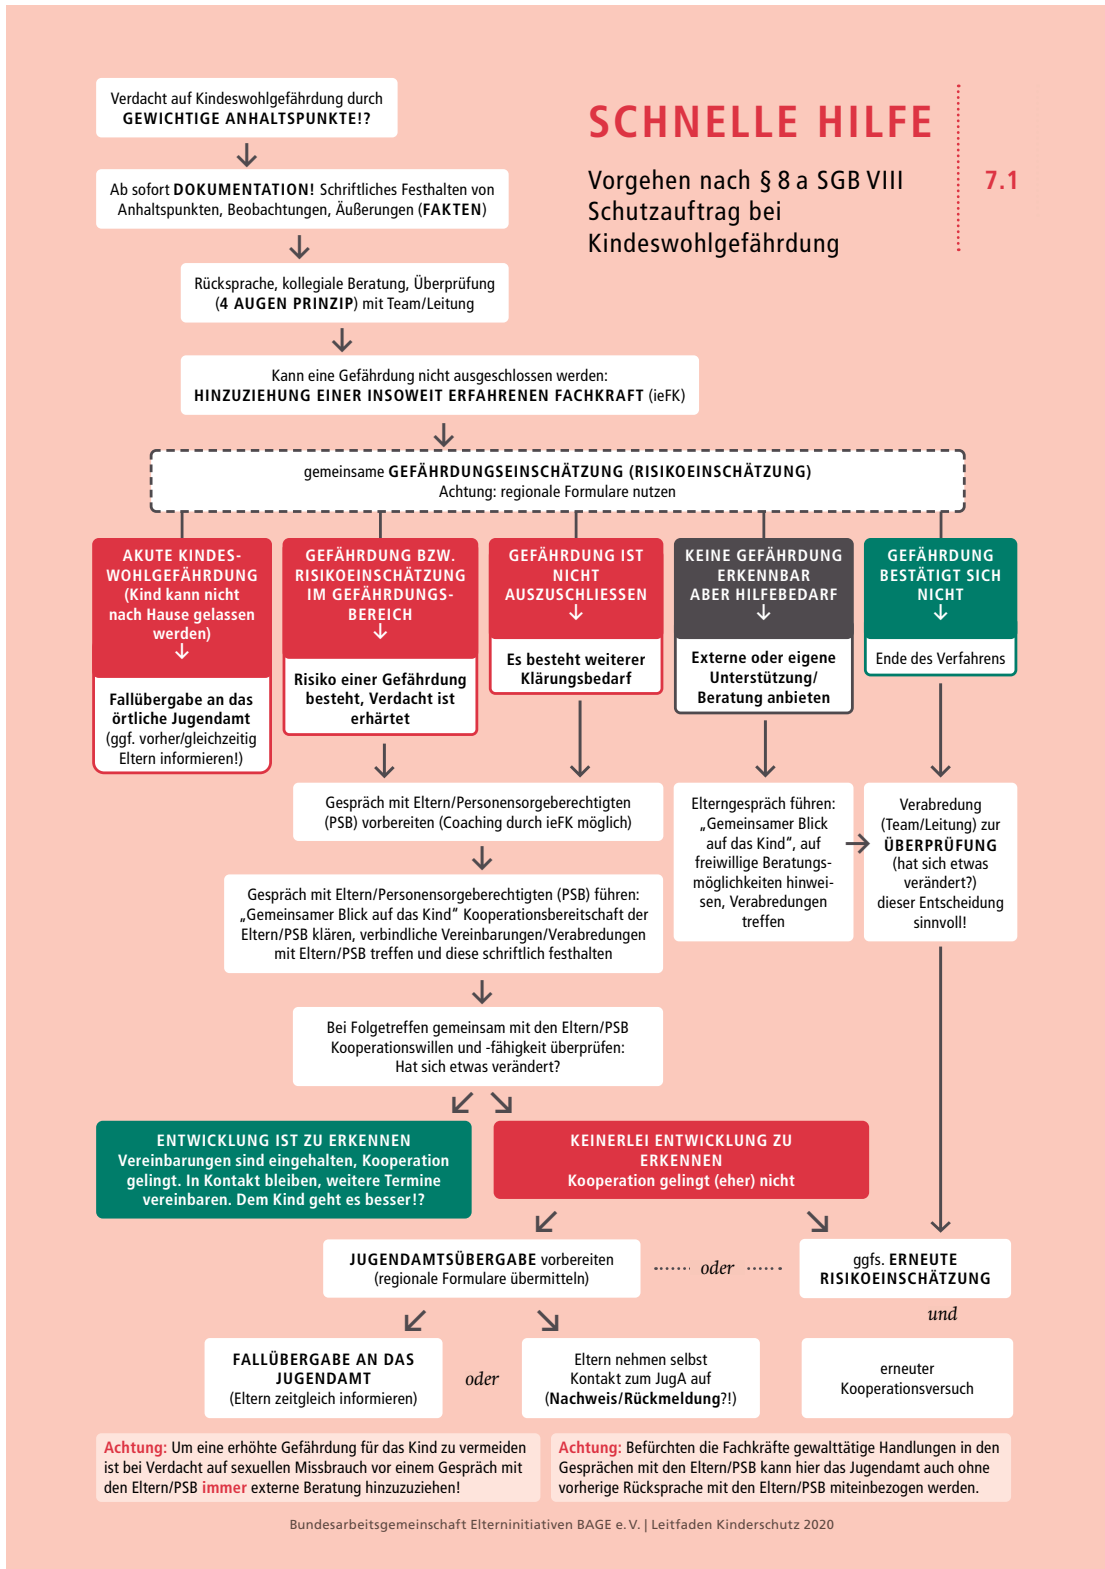 SCHNELLE HILFE
Vorgehen nach § 8 a SGB VIII
Schutzauftrag bei
Kindeswohlgefährdung
7.1
Verdacht auf Kindeswohlgefährdung durch
GEWICHTIGE ANHALTSPUNKTE!?
Ab sofort DOKUMENTATION! Schriftliches Festhalten von
Anhaltspunkten, Beobachtungen, Äußerungen (FAKTEN)
Rücksprache, kollegiale Beratung, Überprüfung
(4 AUGEN PRINZIP) mit Team/Leitung
Kann eine Gefährdung nicht ausgeschlossen werden:
HINZUZIEHUNG EINER INSOWEIT ERFAHRENEN FACHKRAFT (ieFK)
gemeinsame GEFÄHRDUNGSEINSCHÄTZUNG (RISIKOEINSCHÄTZUNG)
Achtung: regionale Formulare nutzen
AKUTE KINDES-
WOHLGEFÄHRDUNG
(Kind kann nicht
nach Hause gelassen
werden)
Fallübergabe an das
örtliche Jugendamt
(ggf. vorher/gleichzeitig
Eltern informieren!)
GEFÄHRDUNG BZW.
RISIKOEINSCHÄTZUNG
IM GEFÄHRDUNGS-
BEREICH
Risiko einer Gefährdung
besteht, Verdacht ist
erhärtet
GEFÄHRDUNG IST
NICHT
AUSZUSCHLIESSEN
Es besteht weiterer
Klärungsbedarf
KEINE GEFÄHRDUNG
ERKENNBAR
ABER HILFEBEDARF
Externe oder eigene
Unterstützung/
Beratung anbieten
GEFÄHRDUNG
BESTÄTIGT SICH
NICHT
Ende des Verfahrens
Gespräch mit Eltern/Personensorgeberechtigten
(PSB) vorbereiten (Coaching durch ieFK möglich)
Elterngespräch führen:
„Gemeinsamer Blick
auf das Kind“, auf
freiwillige Beratungs-
möglichkeiten hinwei-
sen, Verabredungen
treffen
Verabredung
(Team/Leitung) zur
ÜBERPRÜFUNG
(hat sich etwas
verändert?)
dieser Entscheidung
sinnvoll!
Gespräch mit Eltern/Personensorgeberechtigten (PSB) führen:
„Gemeinsamer Blick auf das Kind“ Kooperationsbereitschaft der
Eltern/PSB klären, verbindliche Vereinbarungen/Verabredungen
mit Eltern/PSB treffen und diese schriftlich festhalten
Bei Folgetreffen gemeinsam mit den Eltern/PSB
Kooperationswillen und -fähigkeit überprüfen:
Hat sich etwas verändert?
ENTWICKLUNG IST ZU ERKENNEN
Vereinbarungen sind eingehalten, Kooperation
gelingt. In Kontakt bleiben, weitere Termine
vereinbaren. Dem Kind geht es besser!?
KEINERLEI ENTWICKLUNG ZU
ERKENNEN
Kooperation gelingt (eher) nicht
JUGENDAMTSÜBERGABE vorbereiten
(regionale Formulare übermitteln)
oder
ggfs. ERNEUTE
RISIKOEINSCHÄTZUNG
und
FALLÜBERGABE AN DAS
JUGENDAMT
(Eltern zeitgleich informieren)
oder
Eltern nehmen selbst
Kontakt zum JugA auf
(Nachweis/Rückmeldung?!)
erneuter
Kooperationsversuch
Achtung: Um eine erhöhte Gefährdung für das Kind zu vermeiden
ist bei Verdacht auf sexuellen Missbrauch vor einem Gespräch mit
den Eltern/PSB immer externe Beratung hinzuzuziehen!
Achtung: Befürchten die Fachkräfte gewalttätige Handlungen in den
Gesprächen mit den Eltern/PSB kann hier das Jugendamt auch ohne
vorherige Rücksprache mit den Eltern/PSB miteinbezogen werden.
Bundesarbeitsgemeinschaft Elterninitiativen BAGE e. V. | Leitfaden Kinderschutz 2020